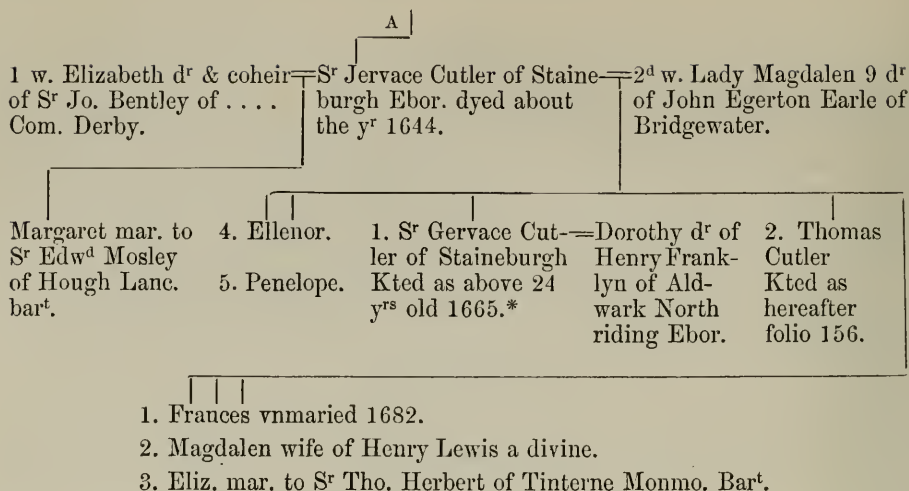 A
1 w. Elizabeth dʳ & coheir
of Sʳ Jo. Bentley of . . . .
Com. Derby.
Sʳ Jervace Cutler of Staine-
burgh Ebor. dyed about
the yʳ 1644.
2ᵈ w. Lady Magdalen 9 dʳ
of John Egerton Earle of
Bridgewater.
Margaret mar. to
Sʳ Edwᵈ Mosley
of Hough Lanc.
barᵗ.
4. Ellenor.
5. Penelope.
1. Sʳ Gervace Cut-
ler of Staineburgh
Kted as above 24
yʳˢ old 1665.*
Dorothy dʳ of
Henry Frank-
lyn of Ald-
wark North
riding Ebor.
2. Thomas
Cutler
Kted as
hereafter
folio 156.
1. Frances vnmaried 1682.
2. Magdalen wife of Henry Lewis a divine.
3. Eliz. mar. to Sʳ Tho. Herbert of Tinterne Monmo. Barᵗ.